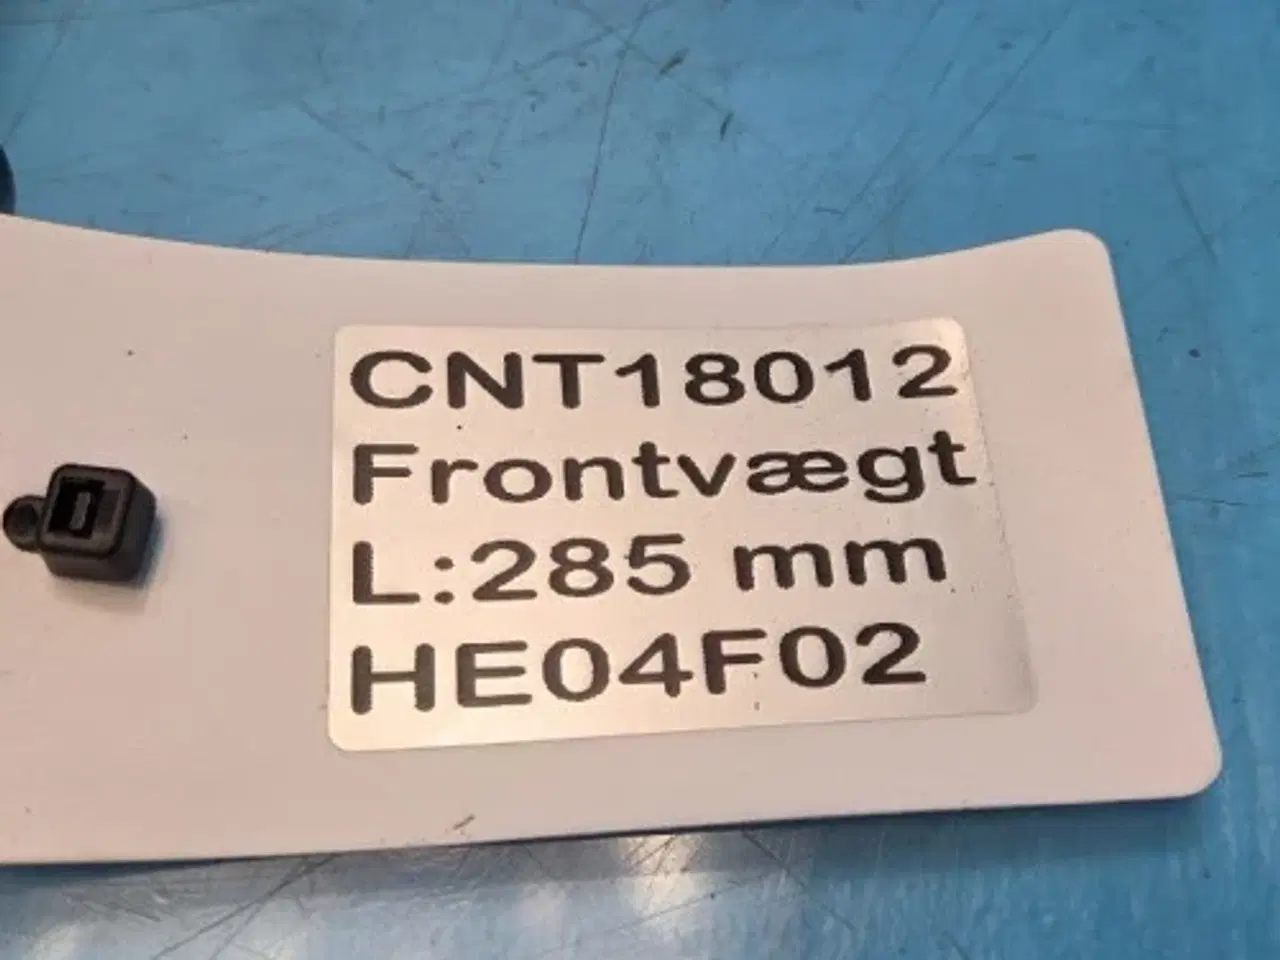 CNT18012
Frontvægt
L:285 mm
HE04F02